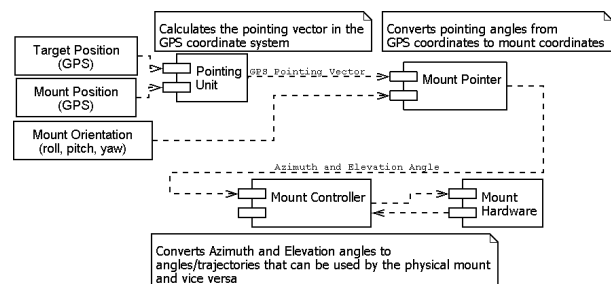 Calculates the pointing vector in the
GPS coordinate system
Converts pointing angles from
GPS coordinates to mount coordinates
Target Position
(GPS)
Pointing
Unit
GPS Pointing Vector
Mount Pointer
Mount Position
(GPS)
Mount Orientation
(roll, pitch, yaw)
Azimuth and Elevation Angle
Mount Controller
Mount
Hardware
Converts Azimuth and Elevation angles to
angles/trajectories that can be used by the physical mount
and vice versa